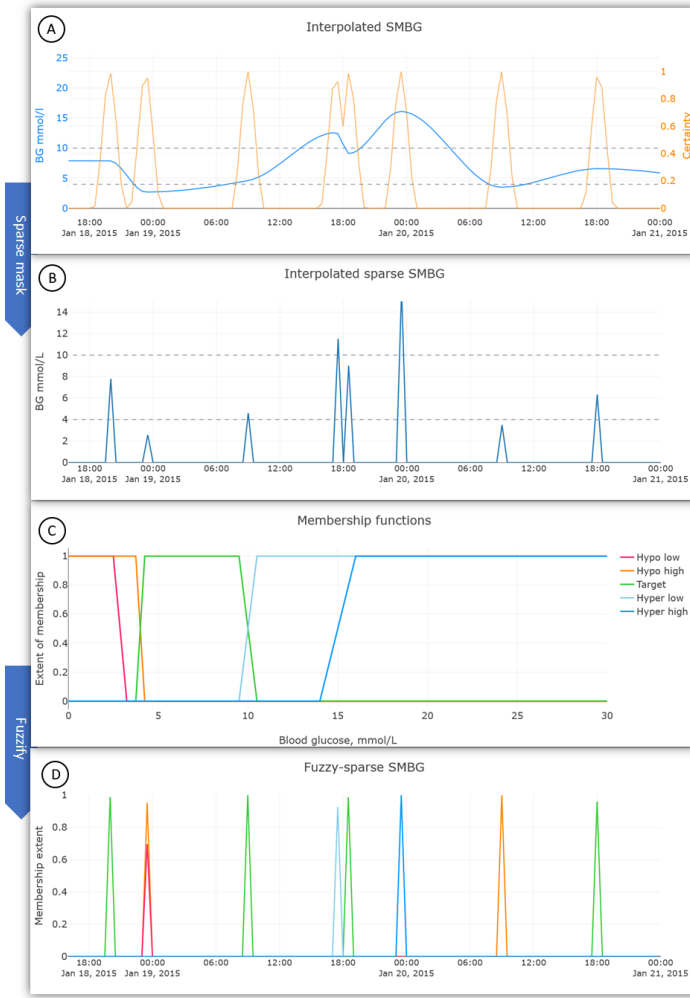 A
Interpolated SMBG
25
20
15
10
5
0
BG mmol/l
1
0.8
0.6
0.4
0.2
0
Certainty
18:00 00:00 06:00 12:00 18:00 00:00 06:00 12:00 18:00 00:00
Jan 18, 2015 Jan 19, 2015 Jan 20, 2015 Jan 21, 2015
Sparse mask
B
Interpolated sparse SMBG
14
12
10
8
6
4
2
0
BG mmol/L
18:00 00:00 06:00 12:00 18:00 00:00 06:00 12:00 18:00 00:00
Jan 18, 2015 Jan 19, 2015 Jan 20, 2015 Jan 21, 2015
C
Membership functions
1
0.8
0.6
0.4
0.2
0
Extent of membership
0 5 10 15 20 25 30
Blood glucose, mmol/L
Hypo low
Hypo high
Target
Hyper low
Hyper high
Fuzzify
D
Fuzzy-sparse SMBG
1
0.8
0.6
0.4
0.2
0
Membership extent
18:00 00:00 06:00 12:00 18:00 00:00 06:00 12:00 18:00 00:00
Jan 18, 2015 Jan 19, 2015 Jan 20, 2015 Jan 21, 2015